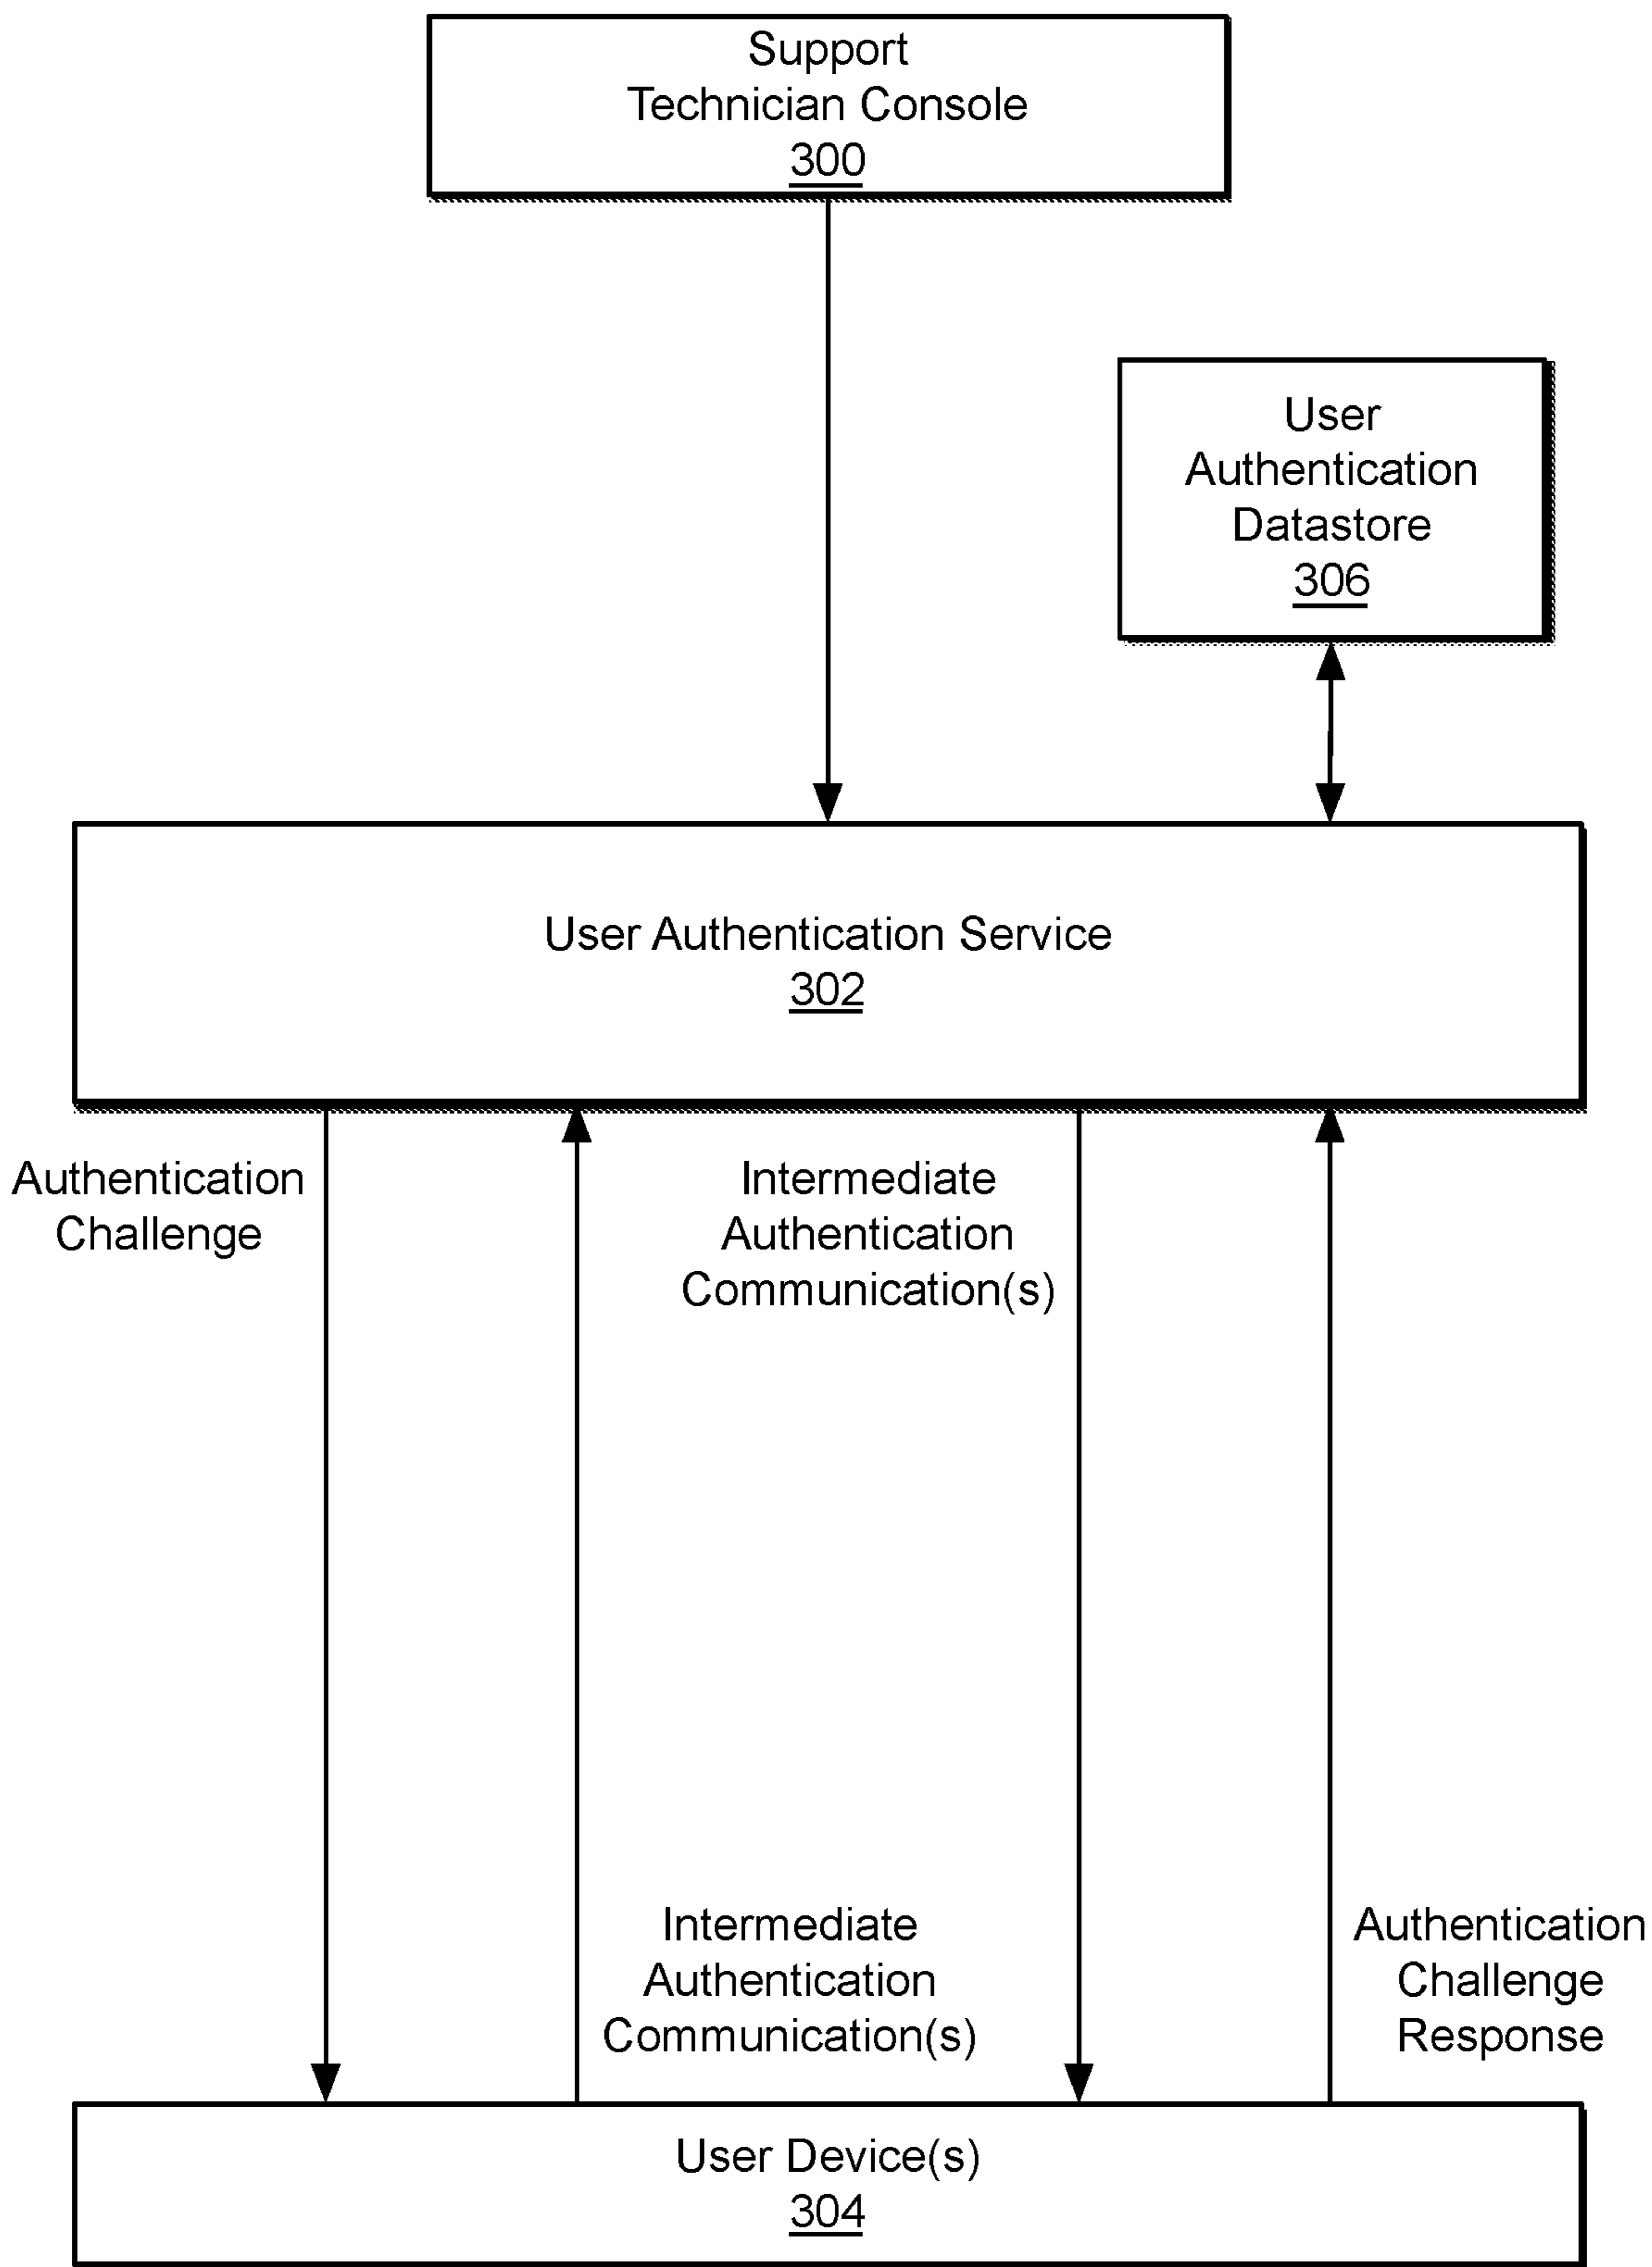 Support
Technician Console
300
User
Authentication
Datastore
306
User Authentication Service
302
Authentication
Challenge
Intermediate
Authentication
Communication(s)
Intermediate
Authentication
Communication(s)
Authentication
Challenge
Response
User Device(s)
304